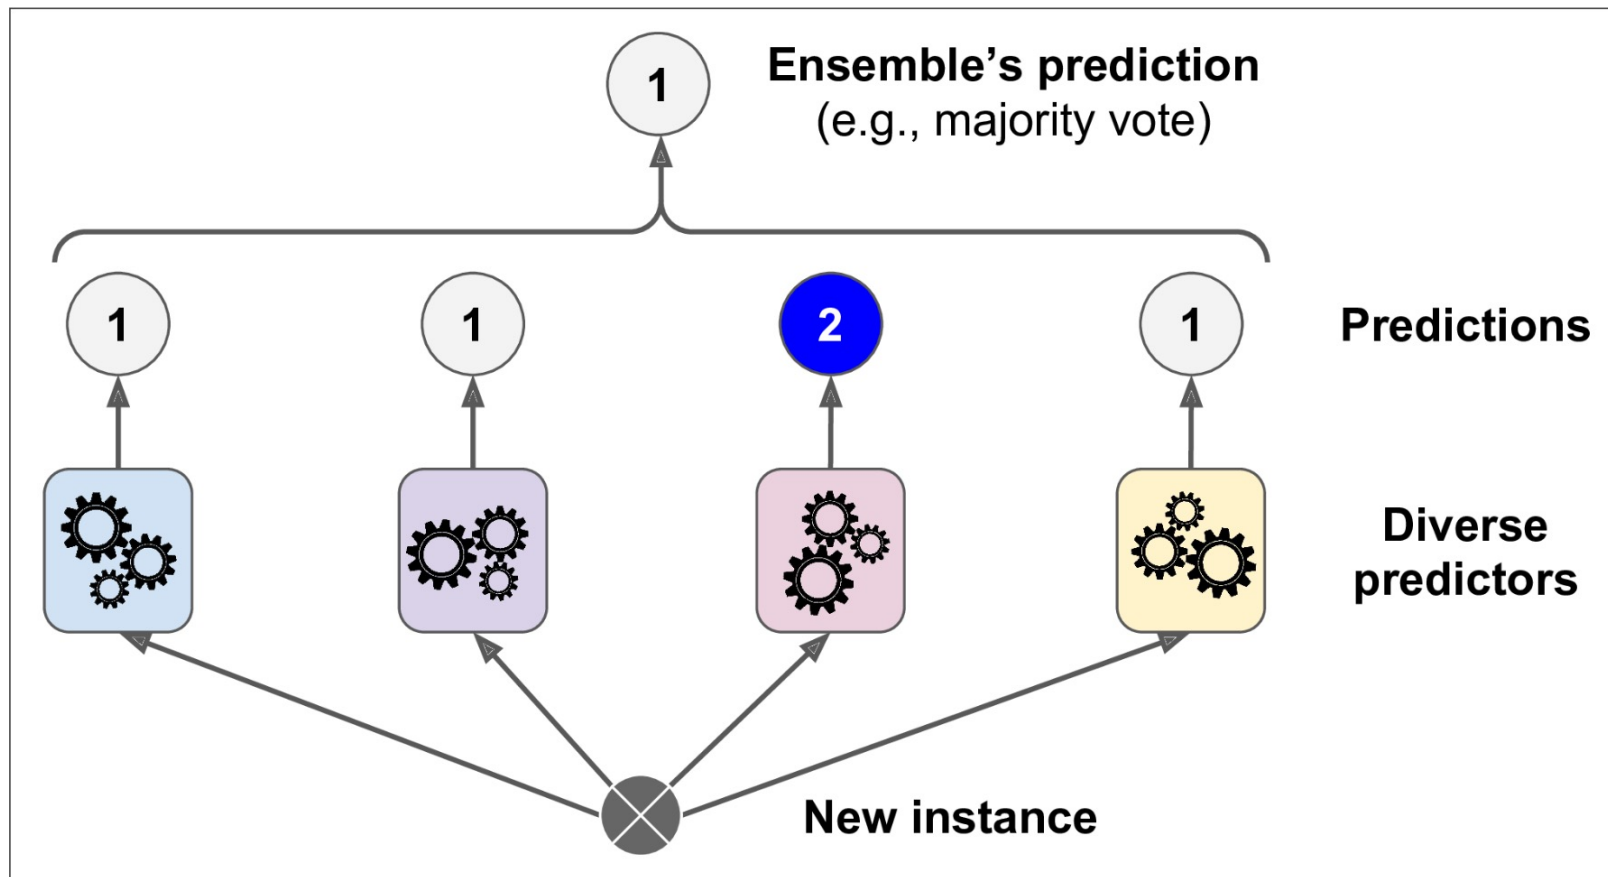 1
Ensemble’s prediction
(e.g., majority vote)
1 1 2 1 Predictions
Diverse
predictors
New instance